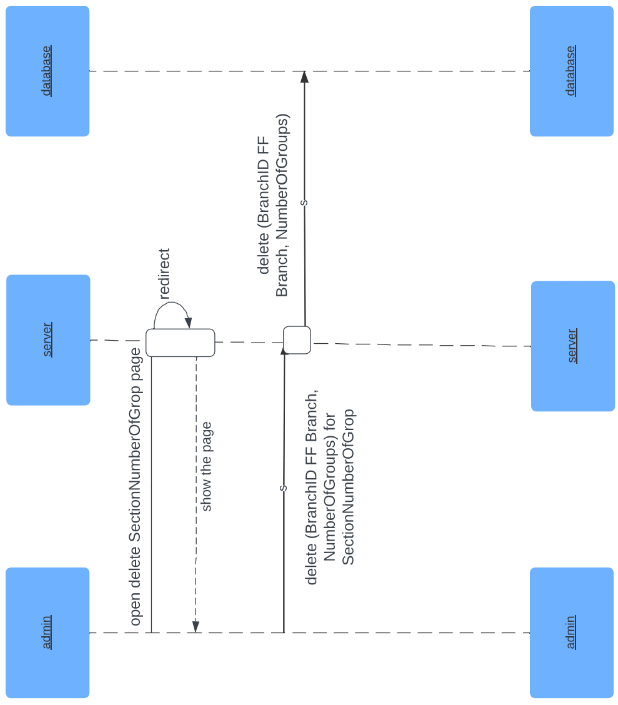 admin
server
database
open delete SectionNumberOfGrop page
redirect
show the page
delete (BranchID FF Branch,
NumberOfGroups) for
SectionNumberOfGrop
s
delete (BranchID FF
Branch, NumberOfGroups)
s
admin
server
database